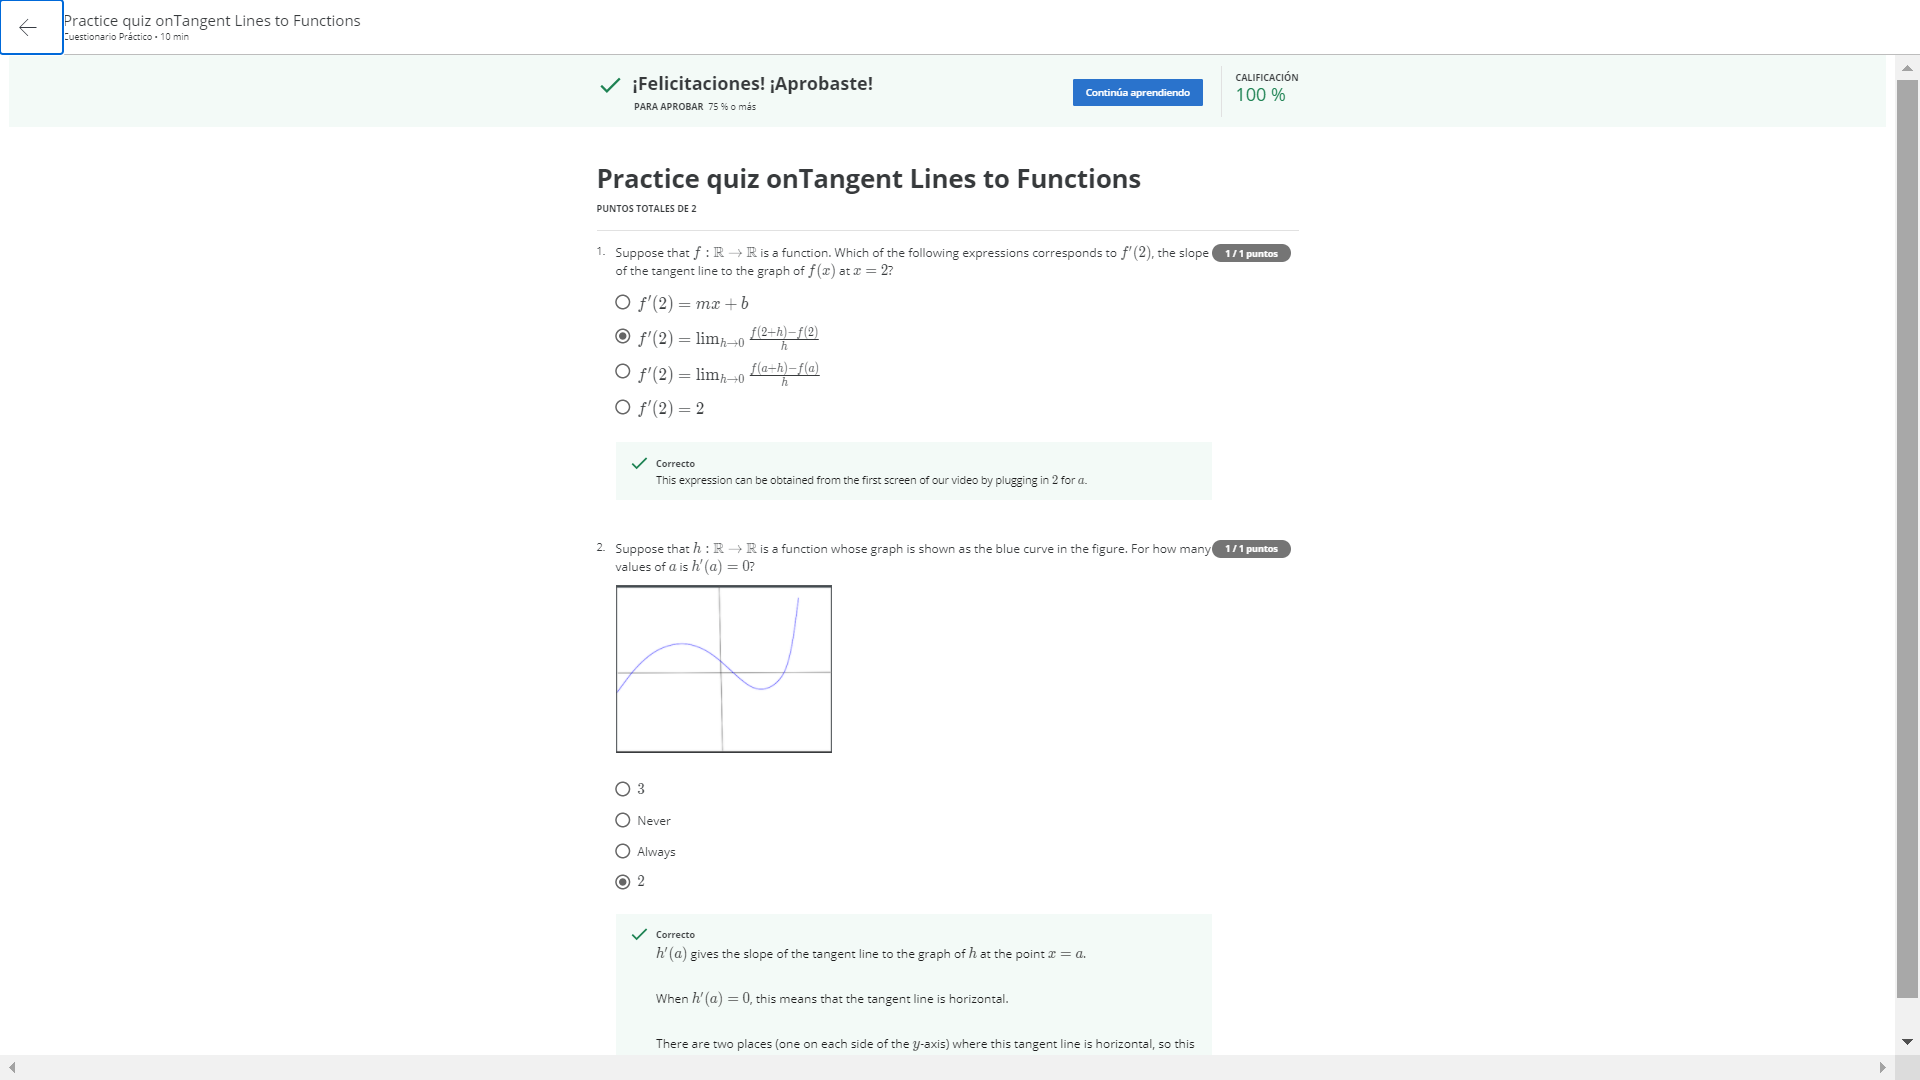 Practice quiz onTangent Lines to Functions
Cuestionario Práctico • 10 min
¡Felicitaciones! ¡Aprobaste!
PARA APROBAR 75 % o más
Continúa aprendiendo
CALIFICACIÓN
100 %
Practice quiz onTangent Lines to Functions
PUNTOS TOTALES DE 2
1. Suppose that f : ℝ → ℝ is a function. Which of the following expressions corresponds to f′(2), the slope
of the tangent line to the graph of f(x) at x = 2?
1 / 1 puntos
f′(2) = mx + b
f′(2) = lim_{h→0} \frac{f(2+h)−f(2)}{h}
f′(2) = lim_{h→0} \frac{f(a+h)−f(a)}{h}
f′(2) = 2
Correcto
This expression can be obtained from the first screen of our video by plugging in 2 for a.
2. Suppose that h : ℝ → ℝ is a function whose graph is shown as the blue curve in the figure. For how many
values of a is h′(a) = 0?
1 / 1 puntos
3
Never
Always
2
Correcto
h′(a) gives the slope of the tangent line to the graph of h at the point x = a.
When h′(a) = 0, this means that the tangent line is horizontal.
There are two places (one on each side of the y-axis) where this tangent line is horizontal, so this